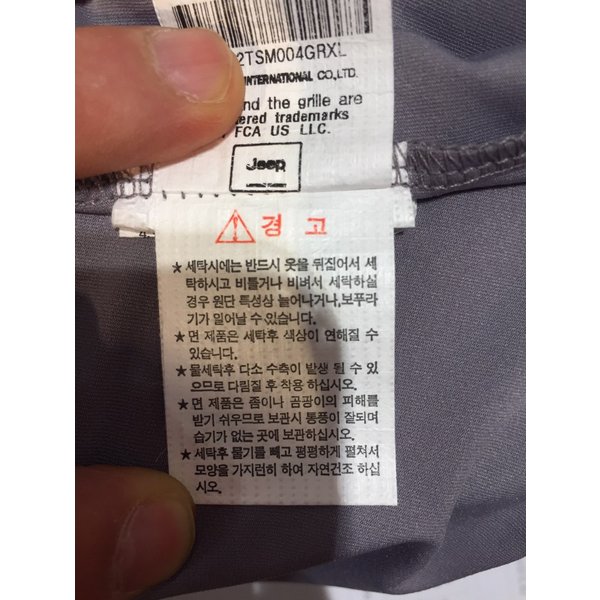 2TSM004GRXL
INTERNATIONAL CO.,LTD.
nd the grille are
ered trademarks
FCA US LLC.
Jeep
경고
★세탁시에는 반드시 옷을 뒤집어서 세
탁하시고 비틀거나 비벼서 세탁하실
경우 원단 특성상 늘어나거나,보푸라
기가 일어날 수 있습니다.
★면 제품은 세탁후 색상이 연해질 수
있습니다.
★물세탁후 다소 수축이 발생 될 수 있
으므로 다림질 후 착용 하십시오.
★면 제품은 좀이나 곰팡이의 피해를
받기 쉬우므로 보관시 통풍이 잘되며
습기가 없는 곳에 보관하십시오.
★세탁후 물기를 빼고 평평하게 펼쳐서
모양을 가지런히 하여 자연건조 하십
시오.